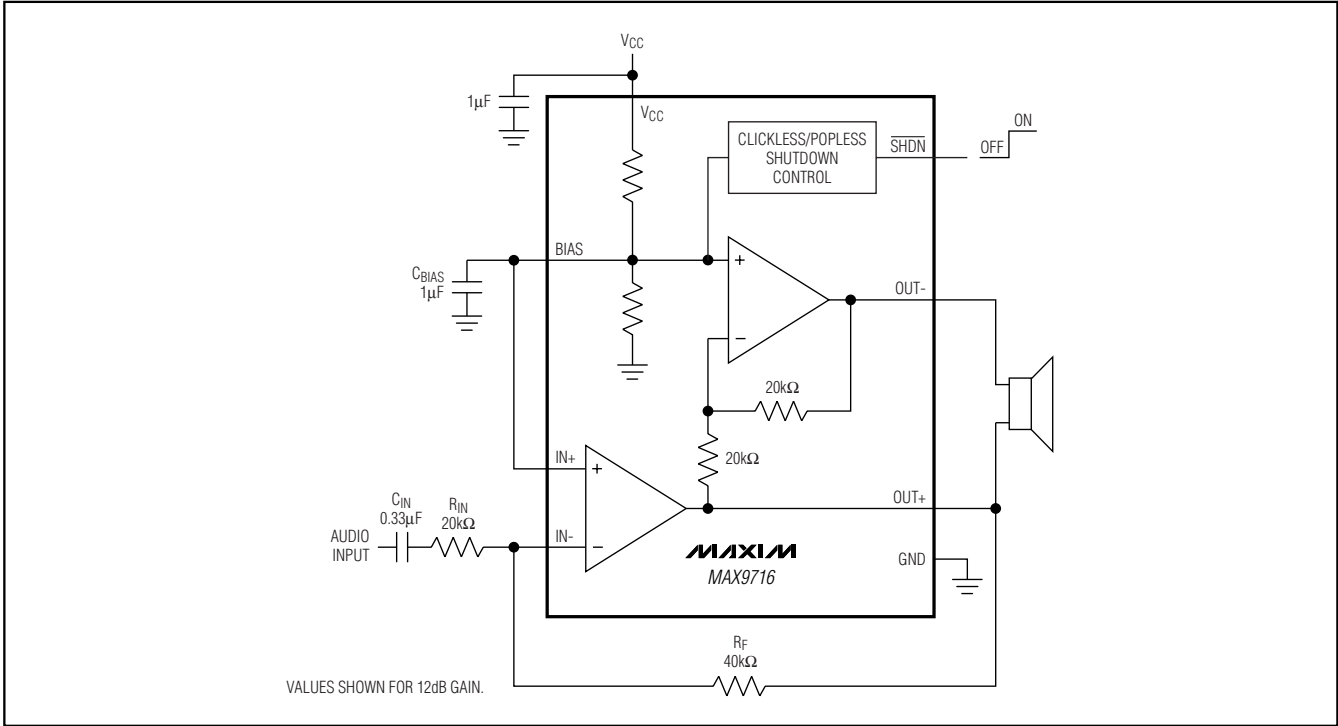 VCC
1µF
VCC
CLICKLESS/POPLESS
SHUTDOWN
CONTROL
SHDN
OFF
ON
BIAS
CBIAS
1µF
+
−
OUT-
20kΩ
20kΩ
IN+
+
OUT+
CIN
0.33µF
RIN
20kΩ
AUDIO
INPUT
IN-
−
MAXIM
MAX9716
GND
RF
40kΩ
VALUES SHOWN FOR 12dB GAIN.